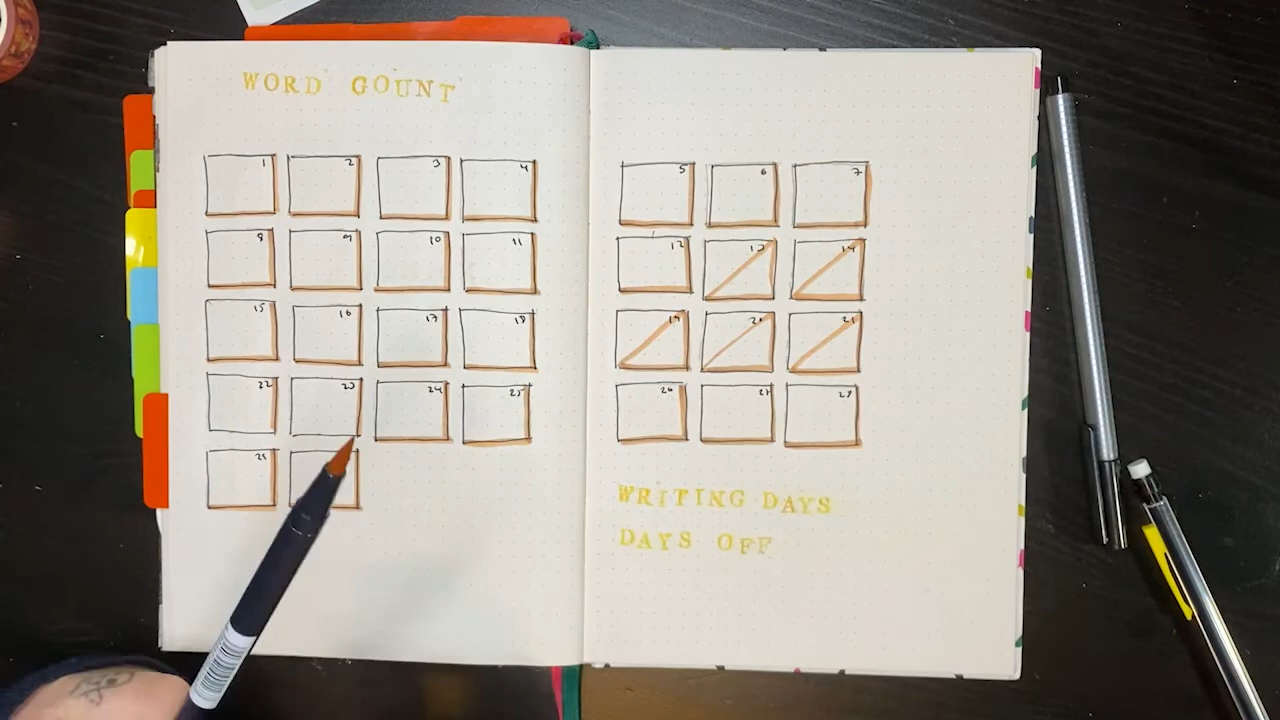 WORD GOUNT
1 2 3 4 5 6 7
8 9 10 11 12 13 14
15 16 17 18 19 20 21
22 23 24 25 26 27 28
WRITING DAYS
DAYS OFF